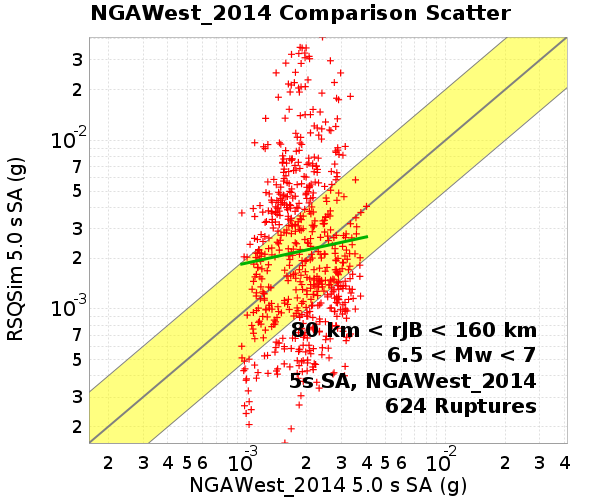 NGAWest_2014 Comparison Scatter
RSQSim 5.0 s SA (g)
3
2
10-2
7
5
3
2
10-3
7
5
3
2
80 km < rJB < 160 km
6.5 < Mw < 7
5s SA, NGAWest_2014
624 Ruptures
2 3 4 5 6 10-3 2 3 4 5 6 10-2 2 3 4
NGAWest_2014 5.0 s SA (g)